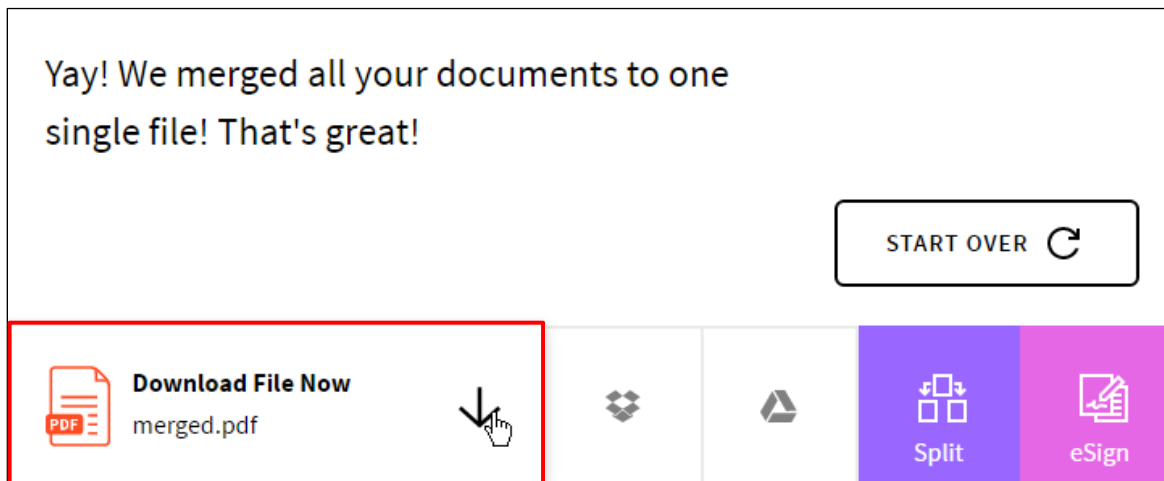 Yay! We merged all your documents to one
single file! That's great!
START OVER
Download File Now
merged.pdf
PDF
Split
eSign